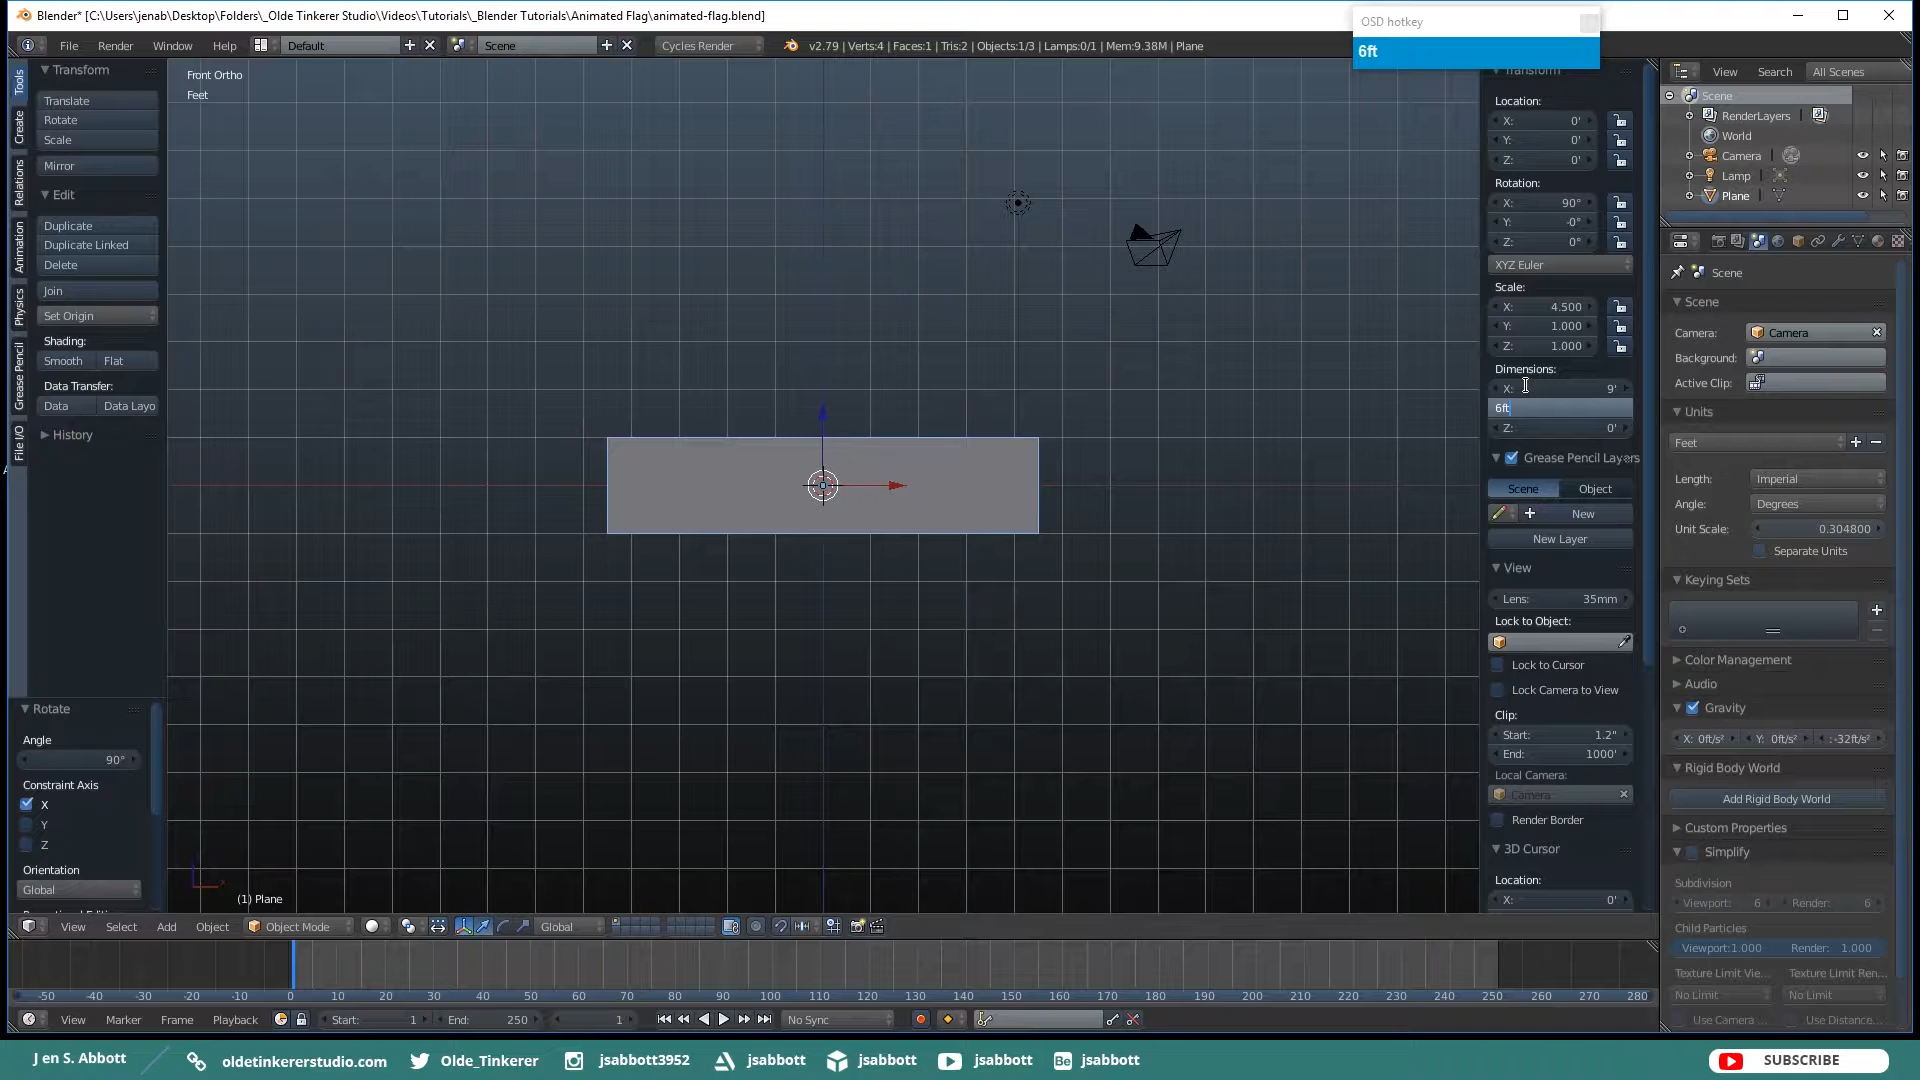 Blender* [C:\Users\jenab\Desktop\Folders\_Olde Tinkerer Studio\Videos\Tutorials\_Blender Tutorials\Animated Flag\animated-flag.blend]
OSD hotkey
6ft
File Render Window Help Default Scene Cycles Render v2.79 | Verts:4 | Faces:1 | Tris:2 | Objects:1/3 | Lamps:0/1 | Mem:9.38M | Plane
Tools
Create
Relations
Animation
Physics
Grease Pencil
File I/O
Transform
Translate
Rotate
Scale
Mirror
Edit
Duplicate
Duplicate Linked
Delete
Join
Set Origin
Shading:
Smooth Flat
Data Transfer:
Data Data Layo
History
Rotate
Angle
90°
Constraint Axis
X
Y
Z
Orientation
Global
Front Ortho
Feet
(1) Plane
Transform
Location:
X: 0'
Y: 0'
Z: 0'
Rotation:
X: 90°
Y: -0°
Z: 0°
XYZ Euler
Scale:
X: 4.500
Y: 1.000
Z: 1.000
Dimensions:
X: 9'
6ft
Z: 0'
Grease Pencil Layers
Scene Object
New
New Layer
View
Lens: 35mm
Lock to Object:
Lock to Cursor
Lock Camera to View
Clip:
Start: 1.2"
End: 1000'
Local Camera:
Camera
Render Border
3D Cursor
Location:
X: 0'
View Search All Scenes
Scene
RenderLayers
World
Camera
Lamp
Plane
Scene
Scene
Camera: Camera
Background:
Active Clip:
Units
Feet
Length: Imperial
Angle: Degrees
Unit Scale: 0.304800
Separate Units
Keying Sets
Color Management
Audio
Gravity
X: 0ft/s² Y: 0ft/s² : -32ft/s²
Rigid Body World
Add Rigid Body World
Custom Properties
Simplify
Subdivision
Viewport: 6 Render: 6
Child Particles
Viewport:1.000 Render: 1.000
Texture Limit Vie... Texture Limit Ren...
No Limit No Limit
Use Camera ... Use Distance...
View Select Add Object Object Mode Global
-50 -40 -30 -20 -10 0 10 20 30 40 50 60 70 80 90 100 110 120 130 140 150 160 170 180 190 200 210 220 230 240 250 260 270 280
View Marker Frame Playback Start: 1 End: 250 1 No Sync
J en S. Abbott oldetinkererstudio.com Olde_Tinkerer jsabbott3952 jsabbott jsabbott jsabbott Be jsabbott SUBSCRIBE